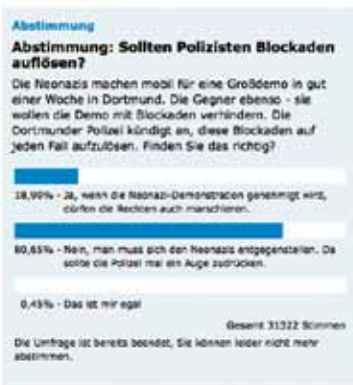 Abstimmung
Abstimmung: Sollten Polizisten Blockaden
auflösen?
Die Neonazis machen mobil für eine Großdemo in gut
einer Woche in Dortmund. Die Gegner ebenso - sie
wollen die Demo mit Blockaden verhindern. Die
Dortmunder Polizei kündigt an, diese Blockaden auf
jeden Fall aufzulösen. Finden Sie das richtig?
18,90% - Ja, wenn die Neonazi-Demonstration genehmigt wird,
dürfen die Rechten auch marschieren.
80,65% - Nein, man muss sich den Neonazis entgegenstellen. Da
sollte die Polizei mal ein Auge zudrücken.
0,45% - Das ist mir egal
Gesamt 31322 Stimmen
Die Umfrage ist bereits beendet, Sie können leider nicht mehr
abstimmen.